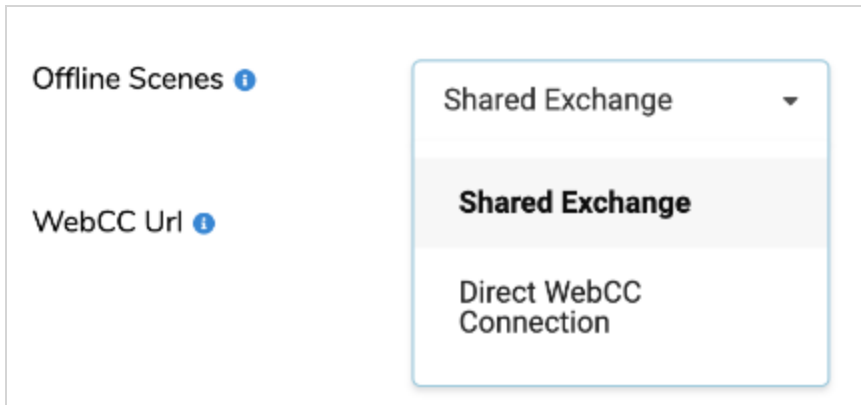 Offline Scenes
Shared Exchange
Shared Exchange
WebCC Url
Direct WebCC
Connection